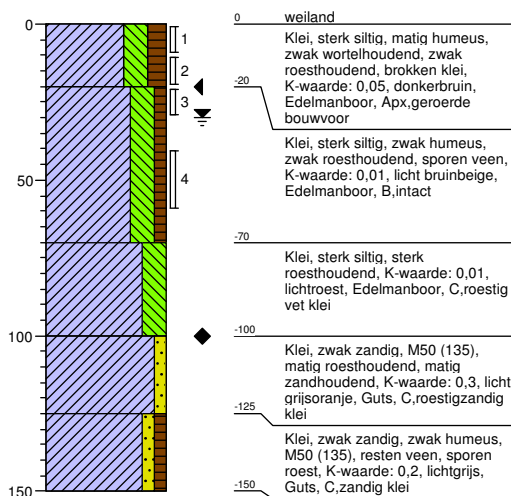 0
50
100
150
1
2
3
4
0 weiland
Klei, sterk siltig, matig humeus,
zwak wortelhoudend, zwak
roesthoudend, brokken klei,
K-waarde: 0,05, donkerbruin,
Edelmanboor, Apx,geroerde
bouwvoor
-20
Klei, sterk siltig, zwak humeus,
zwak roesthoudend, sporen veen,
K-waarde: 0,01, licht bruinbeige,
Edelmanboor, B,intact
-70
Klei, sterk siltig, sterk
roesthoudend, K-waarde: 0,01,
lichtroest, Edelmanboor, C,roestig
vet klei
-100
Klei, zwak zandig, M50 (135),
matig roesthoudend, matig
zandhoudend, K-waarde: 0,3, licht
grijsoranje, Guts, C,roestigzandig
klei
-125
Klei, zwak zandig, zwak humeus,
M50 (135), resten veen, sporen
roest, K-waarde: 0,2, lichtgrijs,
Guts, C,zandig klei
-150